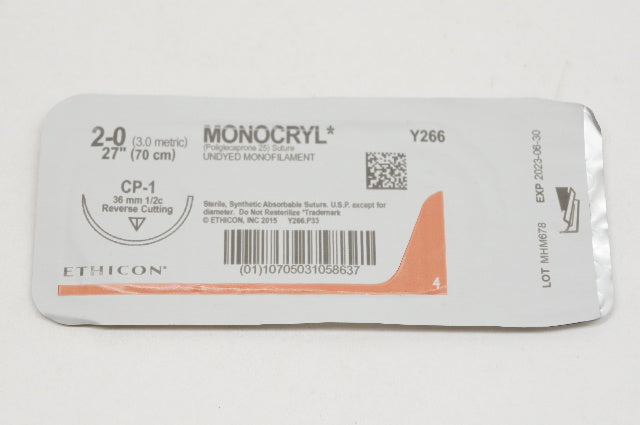 2-0 (3.0 metric)
27" (70 cm)
MONOCRYL*
(Poliglecaprone 25) Suture
UNDYED MONOFILAMENT
Y266
CP-1
36 mm 1/2c
Reverse Cutting
Sterile, Synthetic Absorbable Suture. U.S.P. except for
diameter. Do Not Resterilize *Trademark
© ETHICON, INC 2015 Y266.P33
(01)10705031058637
ETHICON*
4
LOT MHM678 EXP 2023-06-30